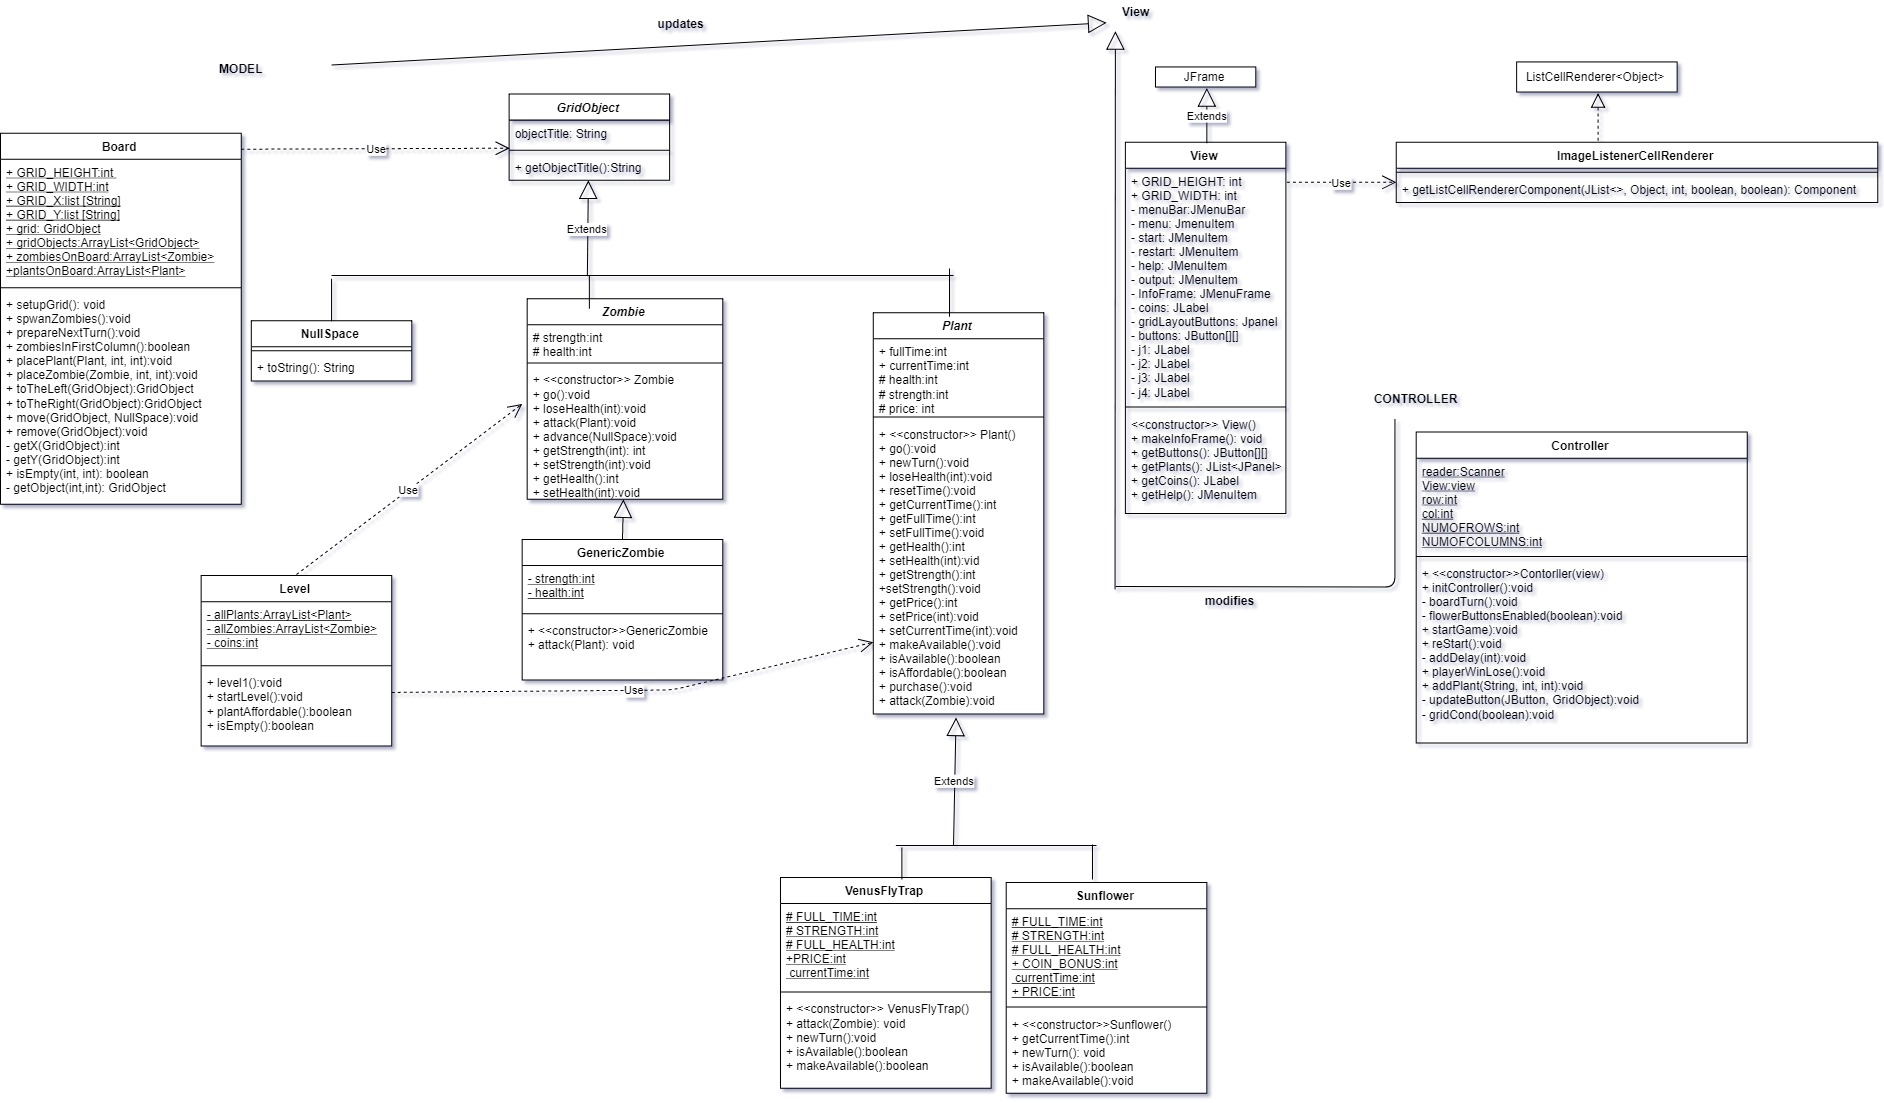 updates
View
MODEL
JFrame
ListCellRenderer<Object>
Extends
GridObject
objectTitle: String
+ getObjectTitle():String
Use
Board
+ GRID_HEIGHT:int
+ GRID_WIDTH:int
+ GRID_X:list [String]
+ GRID_Y:list [String]
+ grid: GridObject
+ gridObjects:ArrayList<GridObject>
+ zombiesOnBoard:ArrayList<Zombie>
+plantsOnBoard:ArrayList<Plant>
+ setupGrid(): void
+ spwanZombies():void
+ prepareNextTurn():void
+ zombiesInFirstColumn():boolean
+ placePlant(Plant, int, int):void
+ placeZombie(Zombie, int, int):void
+ toTheLeft(GridObject):GridObject
+ toTheRight(GridObject):GridObject
+ move(GridObject, NullSpace):void
+ remove(GridObject):void
- getX(GridObject):int
- getY(GridObject):int
+ isEmpty(int, int): boolean
- getObject(int,int): GridObject
Extends
NullSpace
+ toString(): String
Zombie
# strength:int
# health:int
+ <<constructor>> Zombie
+ go():void
+ loseHealth(int):void
+ attack(Plant):void
+ advance(NullSpace):void
+ getStrength(int): int
+ setStrength(int):void
+ getHealth():int
+ setHealth(int):void
Plant
+ fullTime:int
+ currentTime:int
# health:int
# strength:int
# price: int
+ <<constructor>> Plant()
+ go():void
+ newTurn():void
+ loseHealth(int):void
+ resetTime():void
+ getCurrentTime():int
+ getFullTime():int
+ setFullTime():void
+ getHealth():int
+ setHealth(int):vid
+ getStrength():int
+setStrength():void
+ getPrice():int
+ setPrice(int):void
+ setCurrentTime(int):void
+ makeAvailable():void
+ isAvailable():boolean
+ isAffordable():boolean
+ purchase():void
+ attack(Zombie):void
View
+ GRID_HEIGHT: int
+ GRID_WIDTH: int
- menuBar:JMenuBar
- menu: JmenuItem
- start: JMenuItem
- restart: JMenuItem
- help: JMenuItem
- output: JMenuItem
- InfoFrame: JMenuFrame
- coins: JLabel
- gridLayoutButtons: Jpanel
- buttons: JButton[][]
- j1: JLabel
- j2: JLabel
- j3: JLabel
- j4: JLabel
<<constructor>> View()
+ makeInfoFrame(): void
+ getButtons(): JButton[][]
+ getPlants(): JList<JPanel>
+ getCoins(): JLabel
+ getHelp(): JMenuItem
Use
ImageListenerCellRenderer
+ getListCellRendererComponent(JList<>, Object, int, boolean, boolean): Component
CONTROLLER
Controller
reader:Scanner
View:view
row:int
col:int
NUMOFROWS:int
NUMOFCOLUMNS:int
+ <<constructor>>Contorller(view)
+ initController():void
- boardTurn():void
- flowerButtonsEnabled(boolean):void
+ startGame):void
+ reStart():void
- addDelay(int):void
+ playerWinLose():void
+ addPlant(String, int, int):void
- updateButton(JButton, GridObject):void
- gridCond(boolean):void
modifies
Use
GenericZombie
- strength:int
- health:int
+ <<constructor>>GenericZombie
+ attack(Plant): void
Level
- allPlants:ArrayList<Plant>
- allZombies:ArrayList<Zombie>
- coins:int
+ level1():void
+ startLevel():void
+ plantAffordable():boolean
+ isEmpty():boolean
Use
Extends
VenusFlyTrap
# FULL_TIME:int
# STRENGTH:int
# FULL_HEALTH:int
+PRICE:int
currentTime:int
+ <<constructor>> VenusFlyTrap()
+ attack(Zombie): void
+ newTurn():void
+ isAvailable():boolean
+ makeAvailable():boolean
Sunflower
# FULL_TIME:int
# STRENGTH:int
# FULL_HEALTH:int
+ COIN_BONUS:int
currentTime:int
+ PRICE:int
+ <<constructor>>Sunflower()
+ getCurrentTime():int
+ newTurn(): void
+ isAvailable():boolean
+ makeAvailable():void